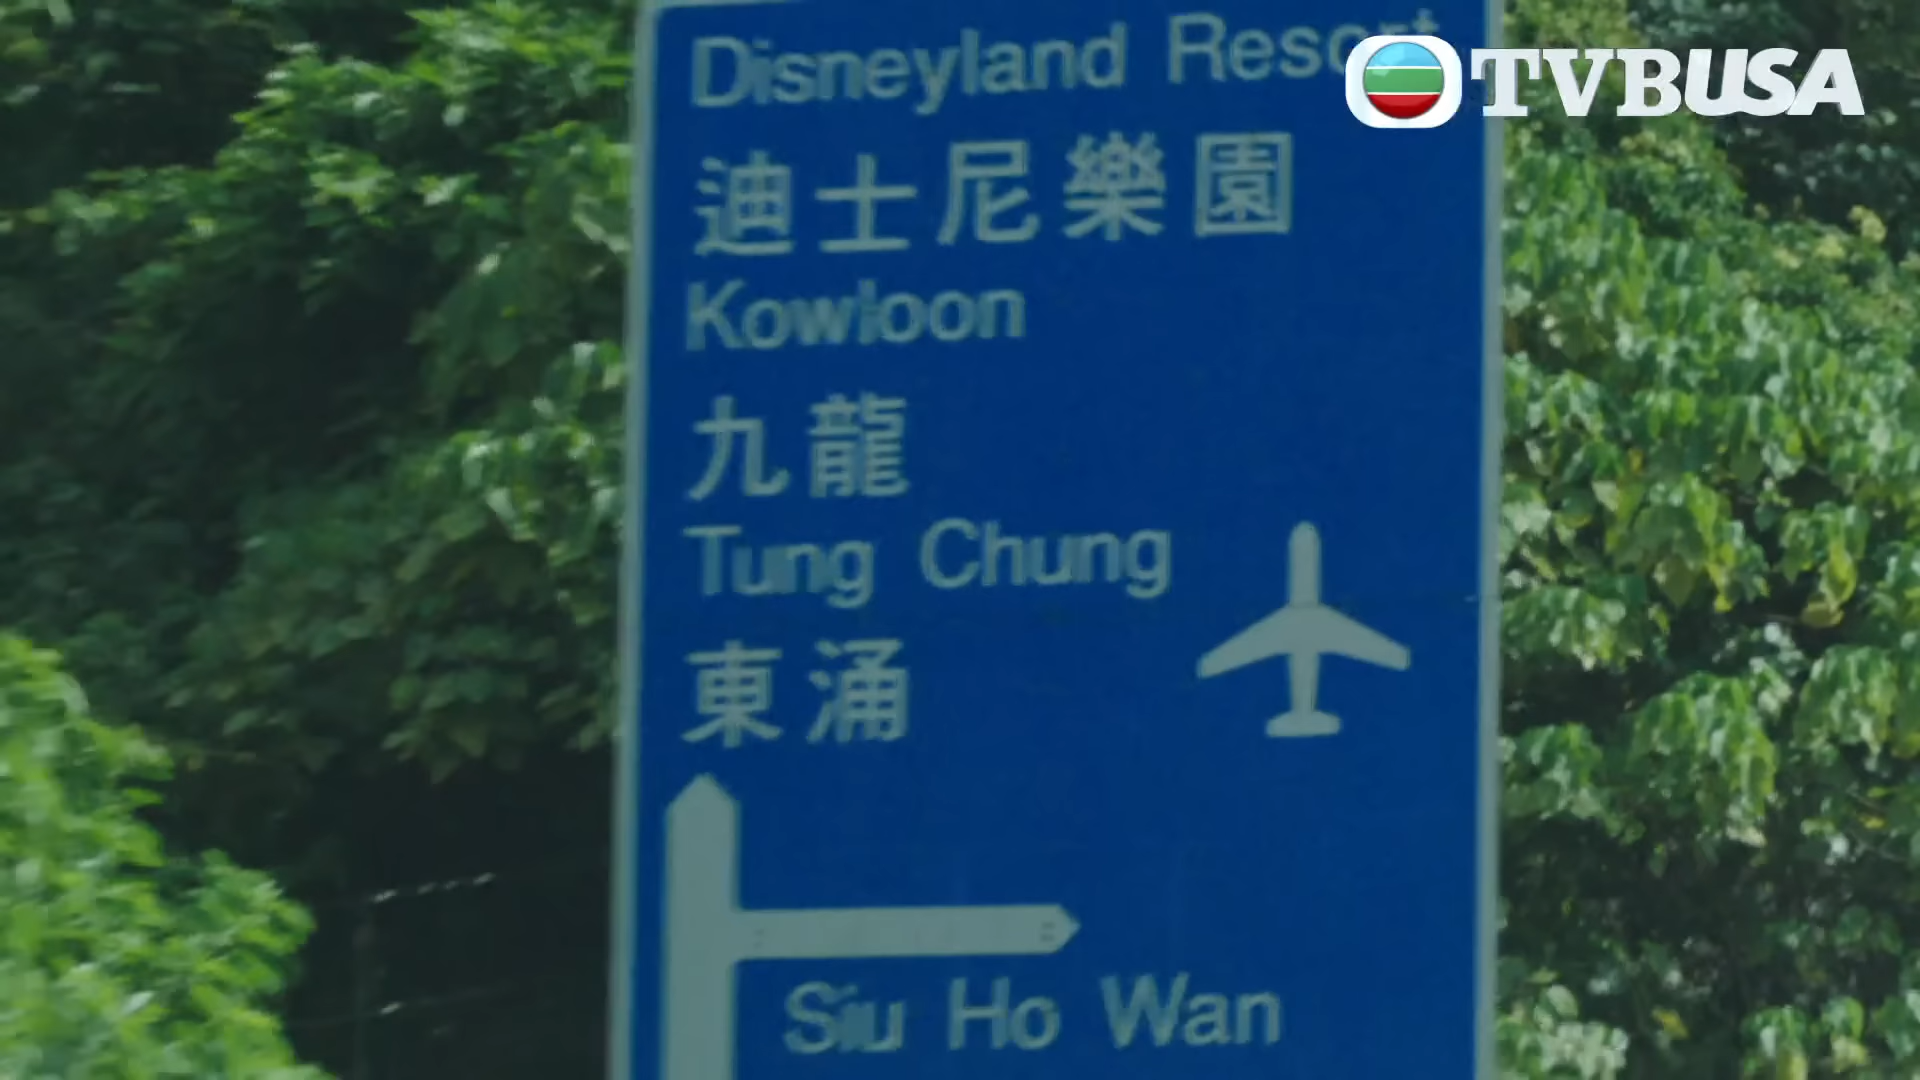 Disneyland Resort
TVBUSA
迪士尼樂園
Kowloon
九龍
Tung Chung
東涌
Siu Ho Wan